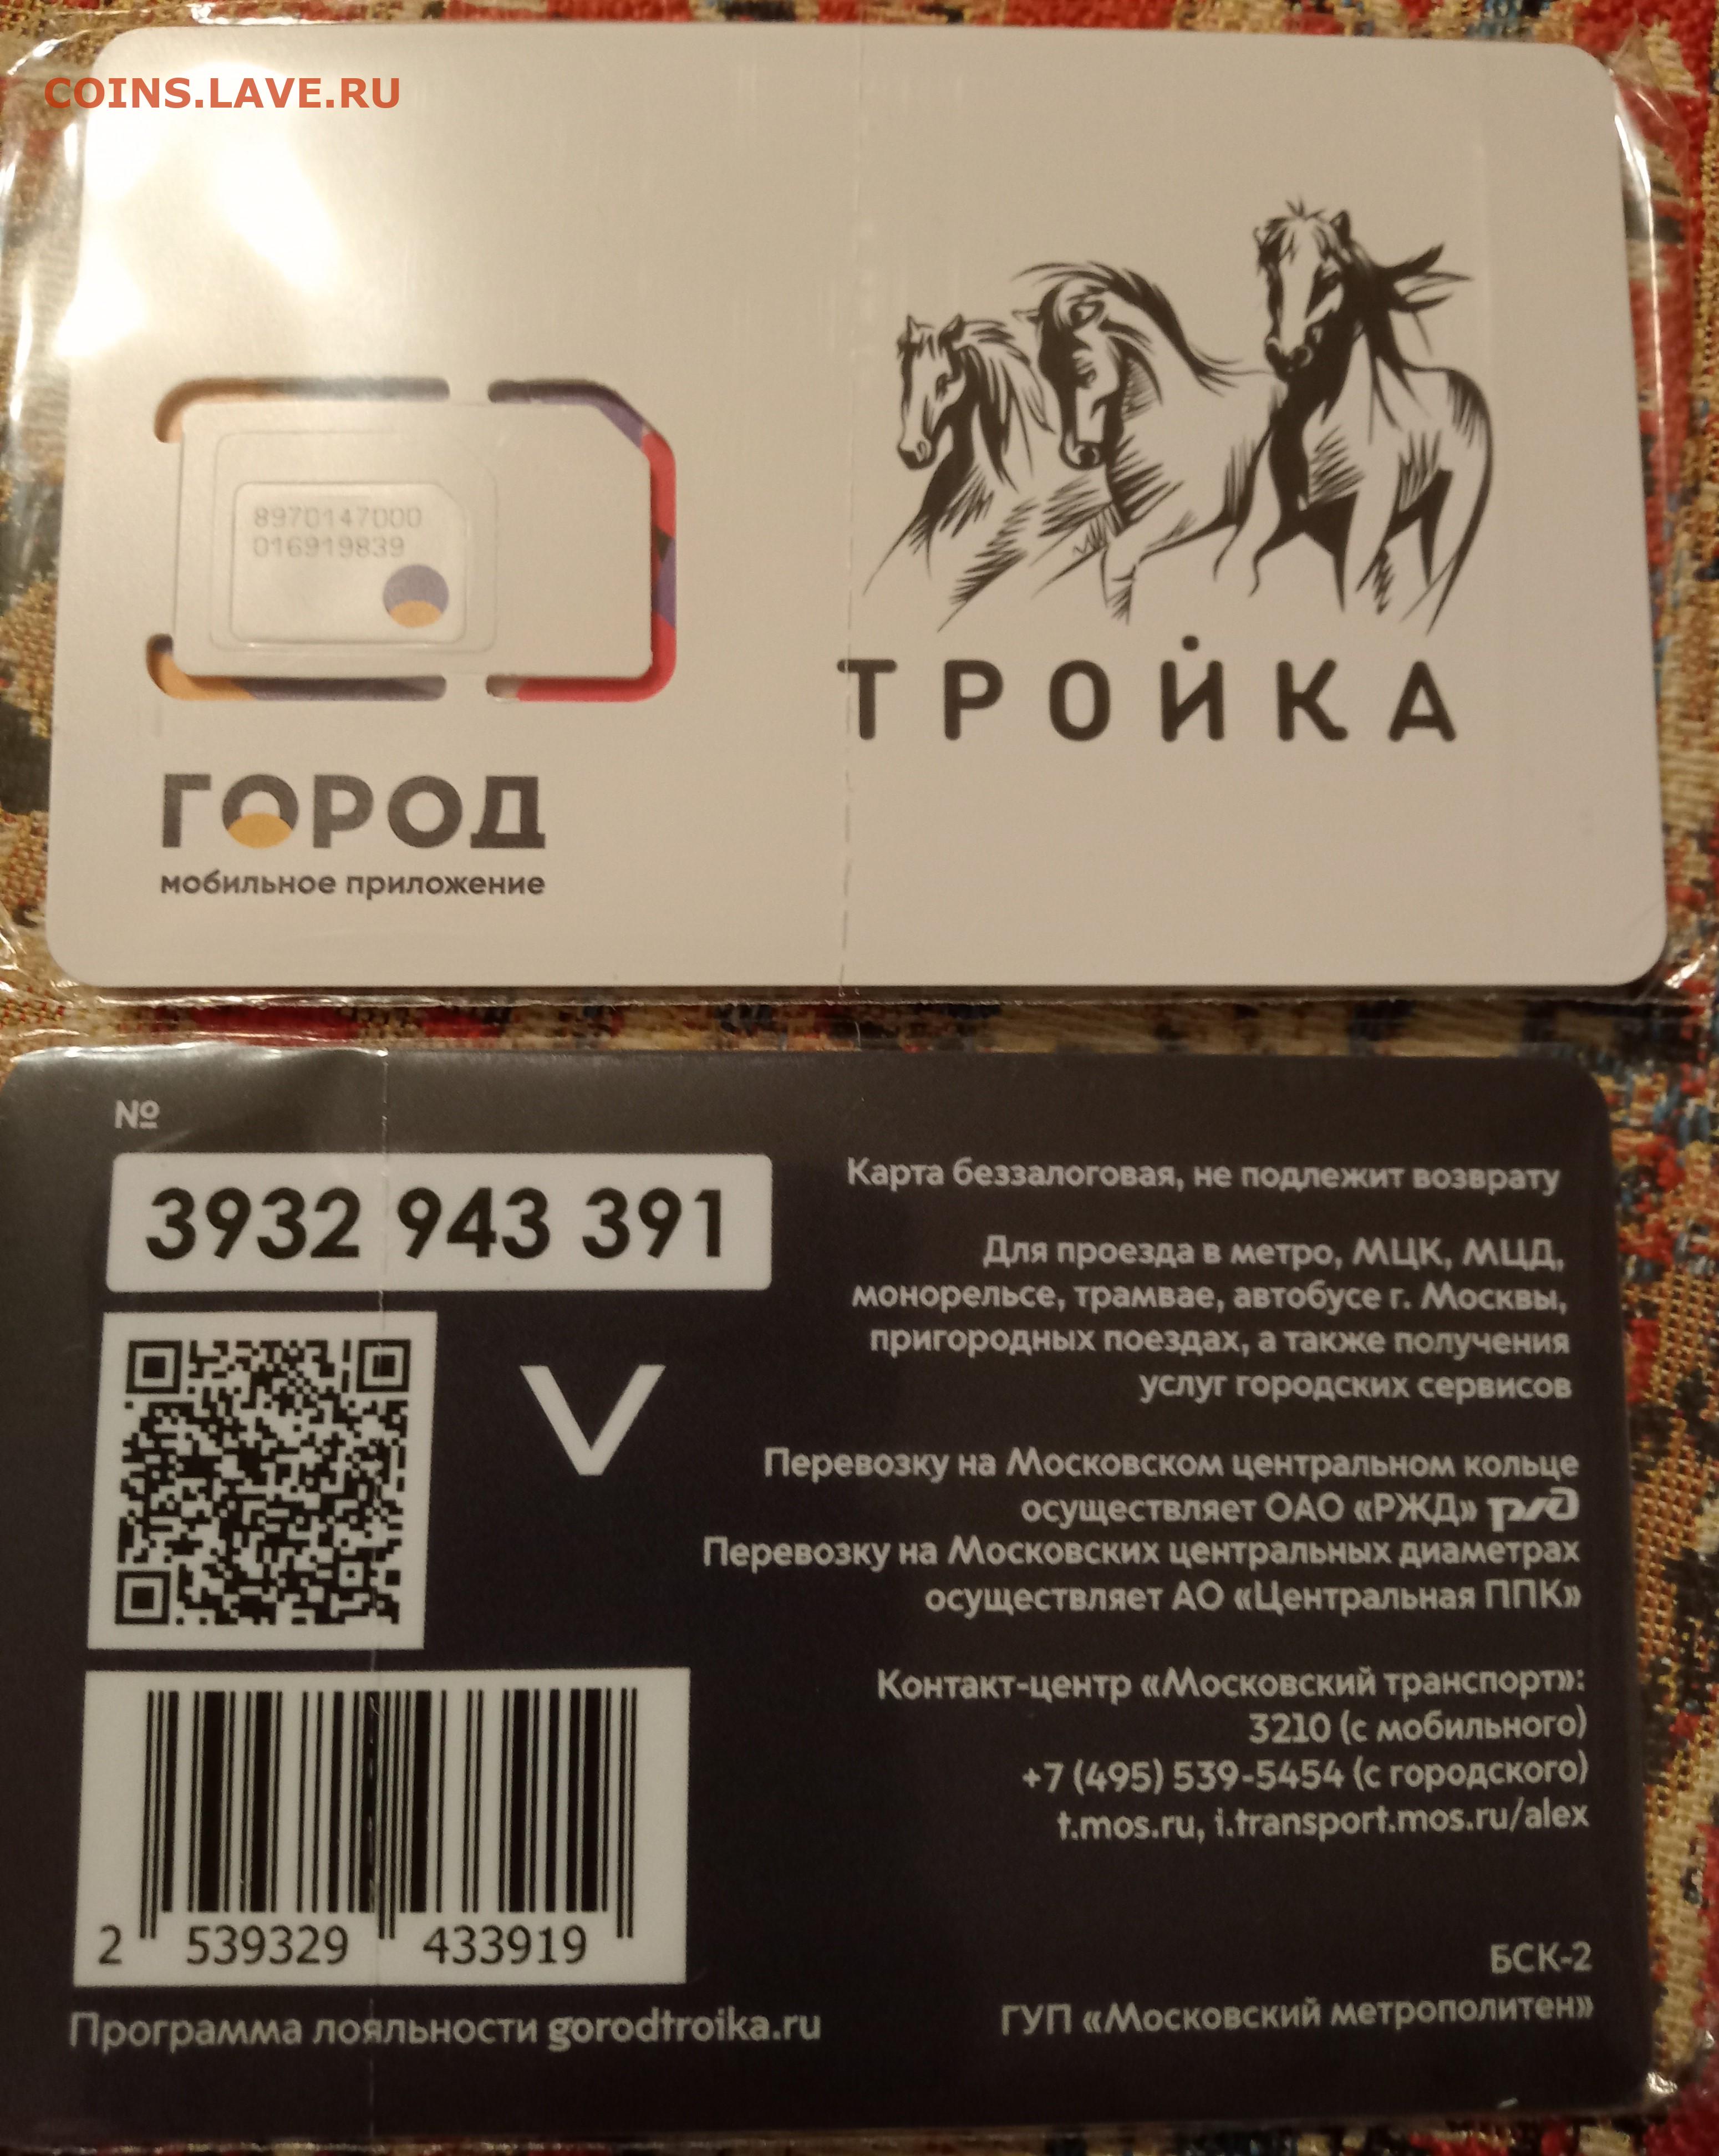 COINS.LAVE.RU
8970147000
016919839
ТРОЙКА
ГОРОД
мобильное приложение
№
3932 943 391
Карта беззалоговая, не подлежит возврату
Для проезда в метро, МЦК, МЦД,
монорельсе, трамвае, автобусе г. Москвы,
пригородных поездах, а также получения
услуг городских сервисов
V
Перевозку на Московском центральном кольце
осуществляет ОАО «РЖД» ржд
Перевозку на Московских центральных диаметрах
осуществляет АО «Центральная ППК»
Контакт-центр «Московский транспорт»:
3210 (с мобильного)
+7 (495) 539-5454 (с городского)
t.mos.ru, i.transport.mos.ru/alex
2 539329 433919
БСК-2
Программа лояльности gorodtroika.ru
ГУП «Московский метрополитен»